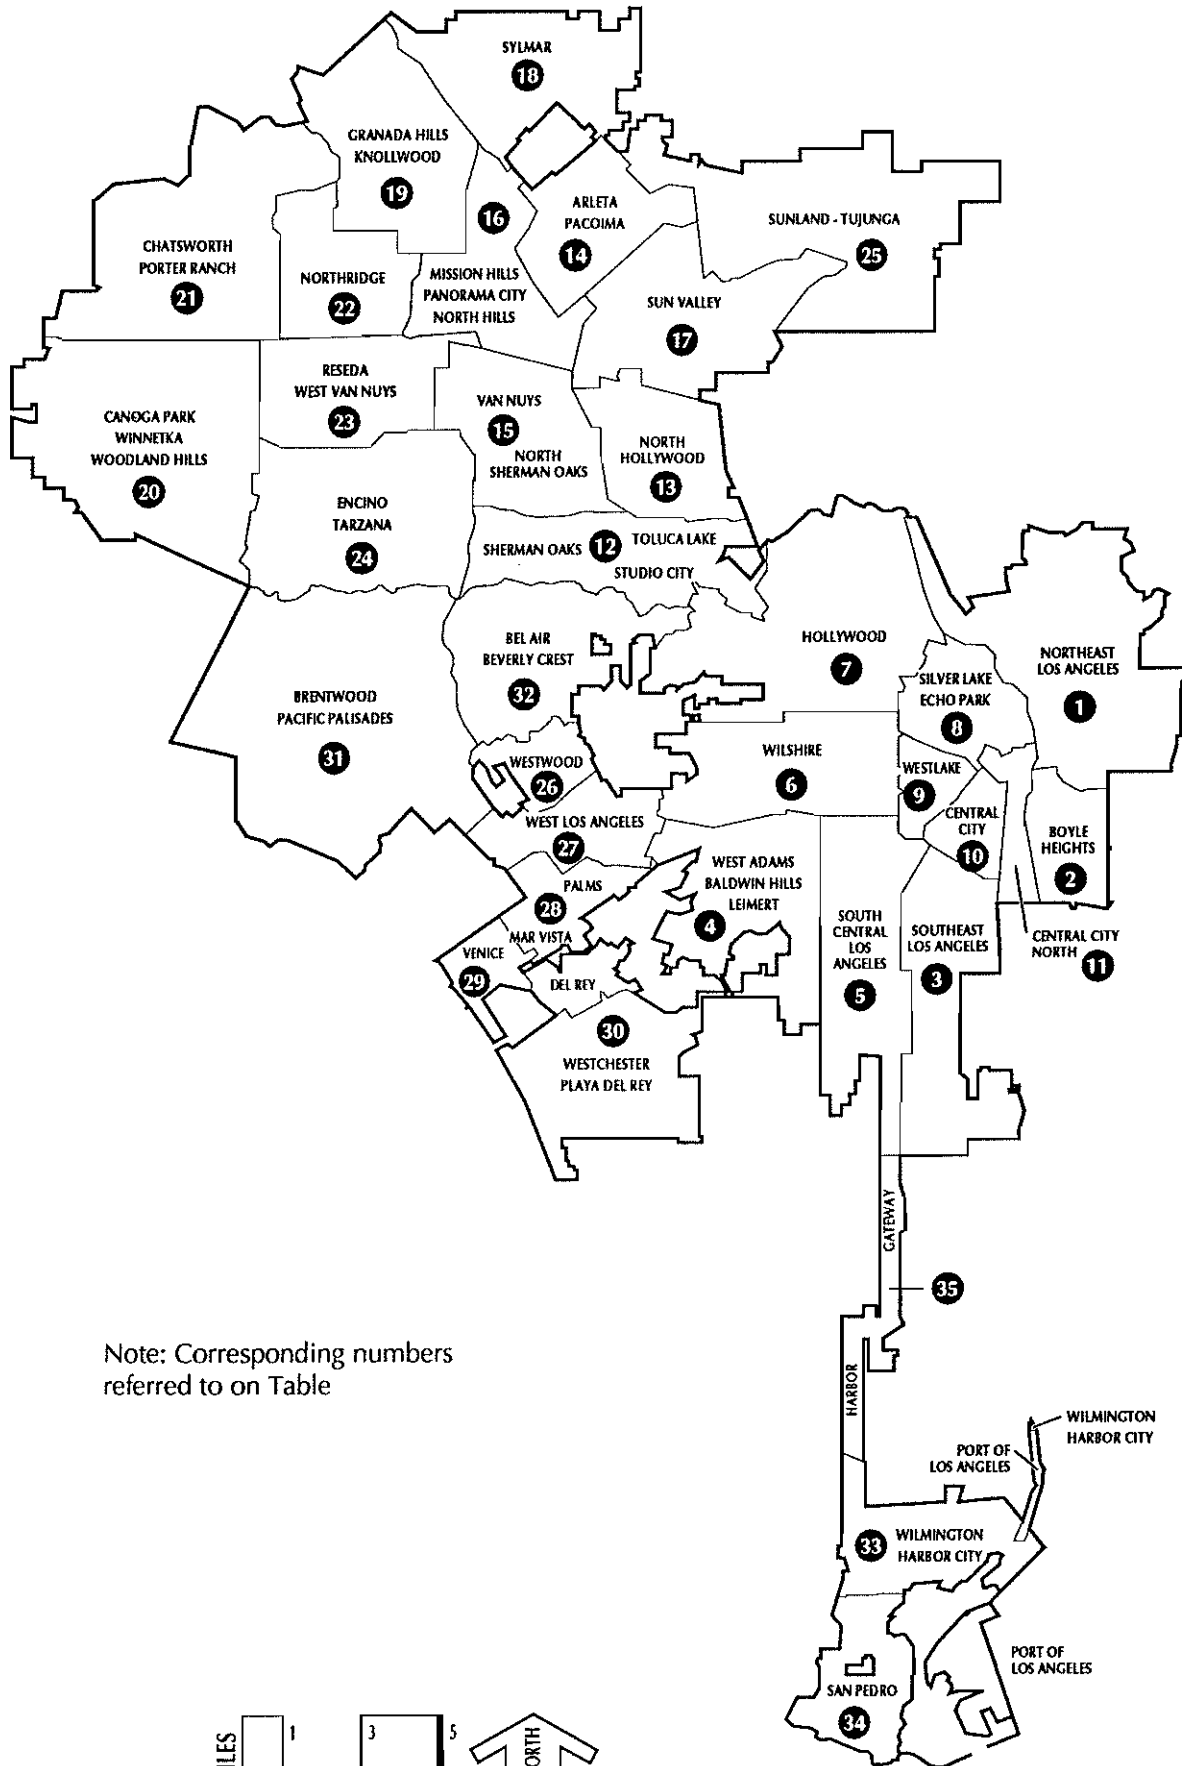 SYLMAR
18
GRANADA HILLS
KNOLLWOOD
19
16
ARLETA
PACOIMA
14
SUNLAND - TUJUNGA
25
CHATSWORTH
PORTER RANCH
21
NORTHRIDGE
22
MISSION HILLS
PANORAMA CITY
NORTH HILLS
SUN VALLEY
17
RESEDA
WEST VAN NUYS
23
VAN NUYS
15
NORTH
SHERMAN OAKS
NORTH
HOLLYWOOD
13
CANOGA PARK
WINNETKA
WOODLAND HILLS
20
ENCINO
TARZANA
24
SHERMAN OAKS
12
TOLUCA LAKE
STUDIO CITY
BEL AIR
BEVERLY CREST
32
HOLLYWOOD
7
SILVER LAKE
ECHO PARK
8
NORTHEAST
LOS ANGELES
1
BRENTWOOD
PACIFIC PALISADES
31
WESTWOOD
26
WILSHIRE
6
WESTLAKE
9
CENTRAL
CITY
10
BOYLE
HEIGHTS
2
WEST LOS ANGELES
27
WEST ADAMS
BALDWIN HILLS
LEIMERT
4
PALMS
28
MAR VISTA
VENICE
29
DEL REY
SOUTH
CENTRAL
LOS
ANGELES
5
SOUTHEAST
LOS ANGELES
3
CENTRAL CITY
NORTH
11
30
WESTCHESTER
PLAYA DEL REY
GATEWAY
35
HARBOR
Note: Corresponding numbers
referred to on Table
WILMINGTON
HARBOR CITY
PORT OF
LOS ANGELES
33
WILMINGTON
HARBOR CITY
PORT OF
LOS ANGELES
SAN PEDRO
34
1
3
5